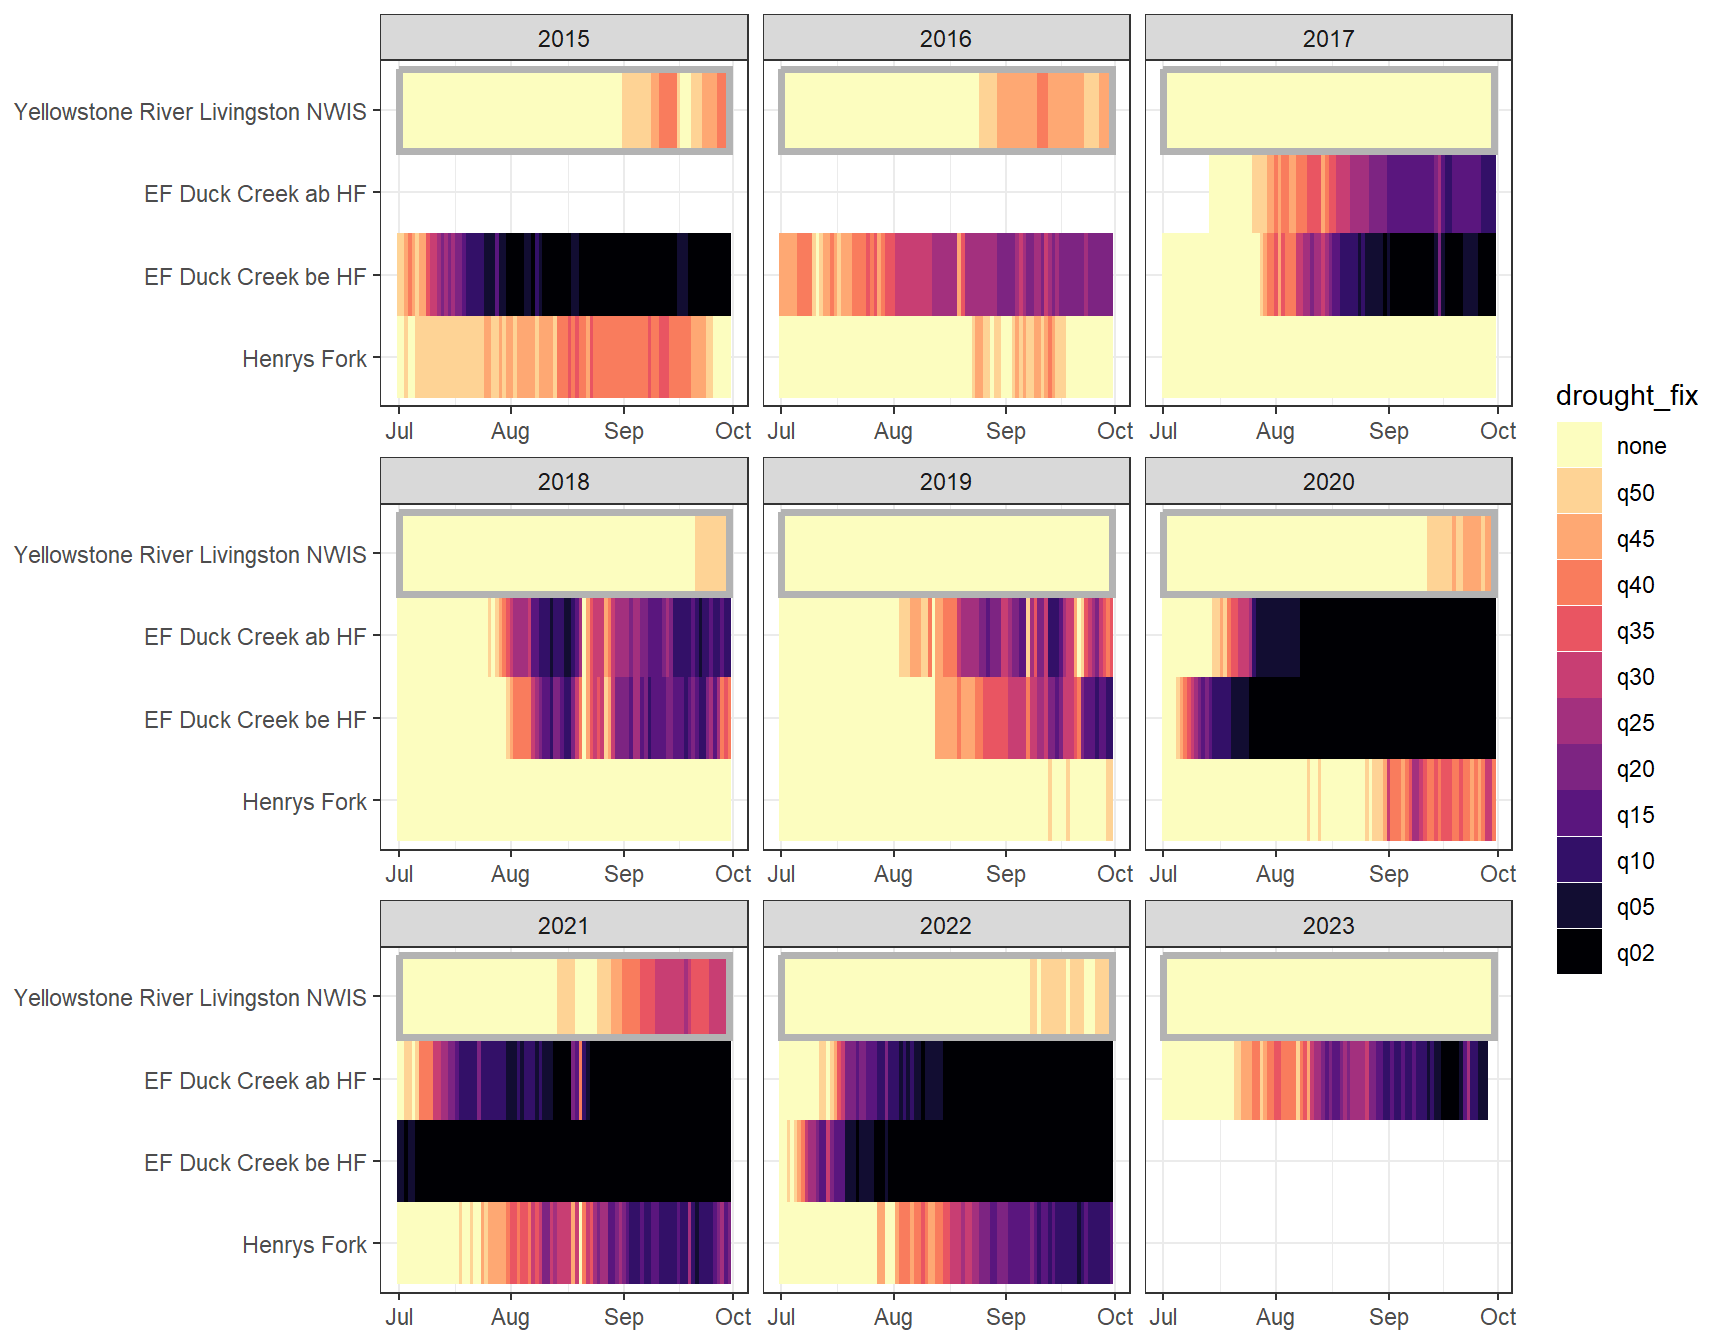 2015 2016 2017
Yellowstone River Livingston NWIS
EF Duck Creek ab HF
EF Duck Creek be HF
Henrys Fork
Jul Aug Sep Oct Jul Aug Sep Oct Jul Aug Sep Oct
2018 2019 2020
Yellowstone River Livingston NWIS
EF Duck Creek ab HF
EF Duck Creek be HF
Henrys Fork
Jul Aug Sep Oct Jul Aug Sep Oct Jul Aug Sep Oct
2021 2022 2023
Yellowstone River Livingston NWIS
EF Duck Creek ab HF
EF Duck Creek be HF
Henrys Fork
Jul Aug Sep Oct Jul Aug Sep Oct Jul Aug Sep Oct
drought_fix
none
q50
q45
q40
q35
q30
q25
q20
q15
q10
q05
q02